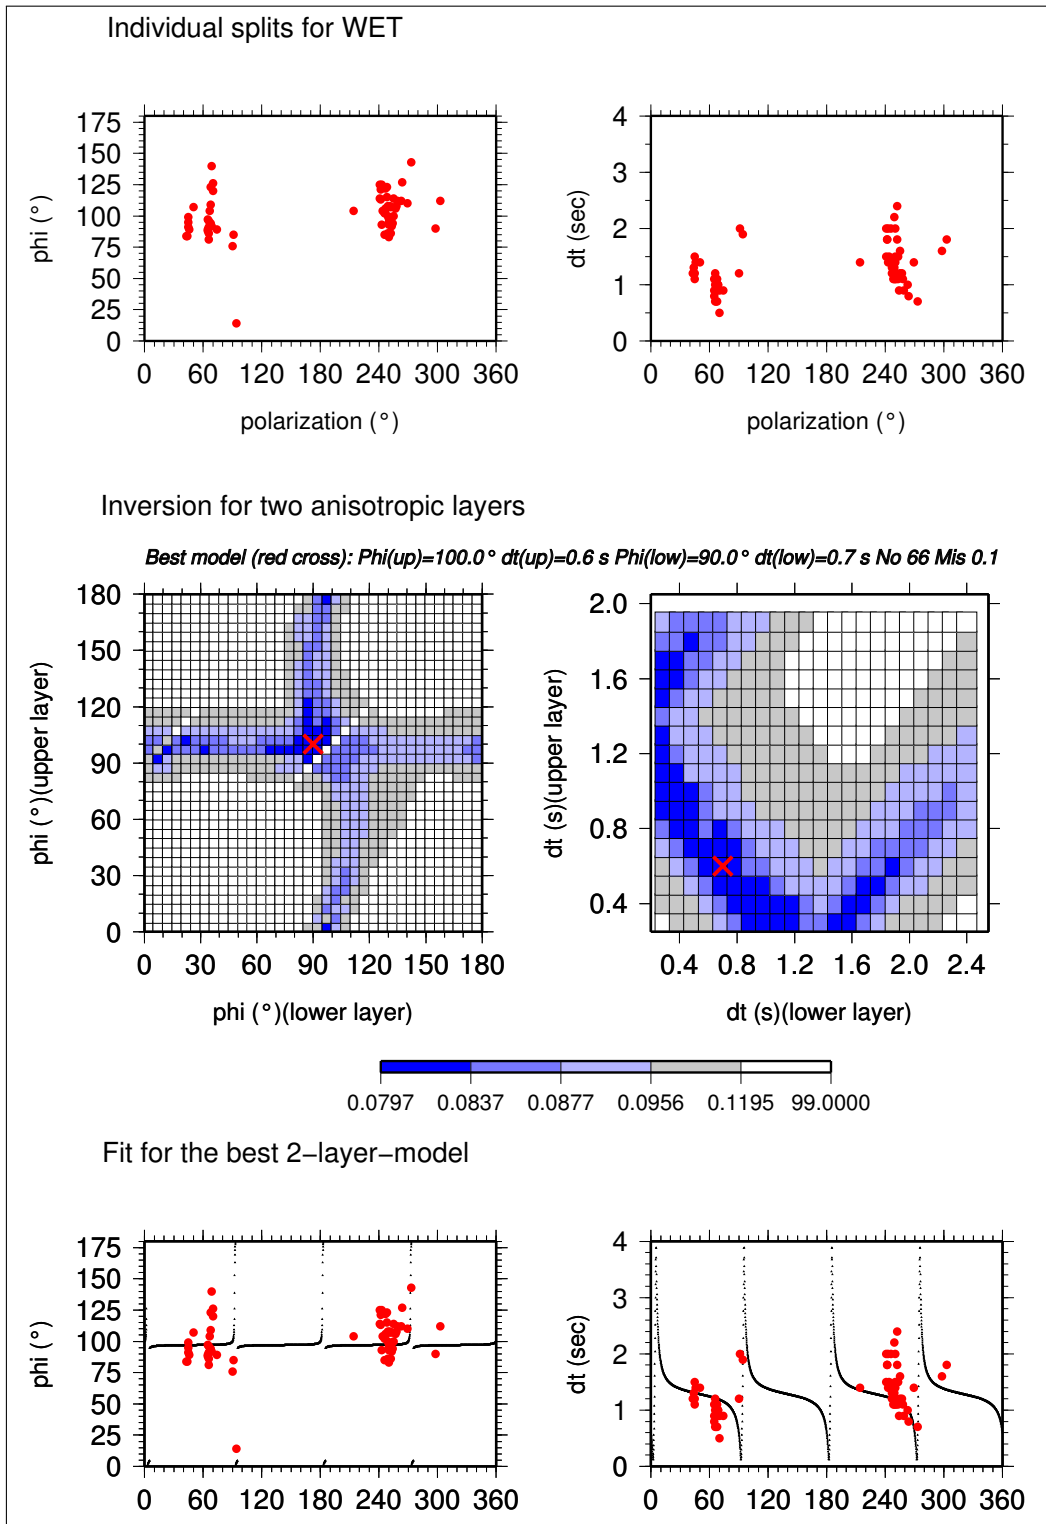 Individual splits for WET
175
150
125
100
75
50
25
0
phi (°)
0 60 120 180 240 300 360
polarization (°)
4
3
2
1
0
dt (sec)
0 60 120 180 240 300 360
polarization (°)
Inversion for two anisotropic layers
Best model (red cross): Phi(up)=100.0° dt(up)=0.6 s Phi(low)=90.0° dt(low)=0.7 s No 66 Mis 0.1
180
150
120
90
60
30
0
phi (°)(upper layer)
0 30 60 90 120 150 180
phi (°)(lower layer)
2.0
1.6
1.2
0.8
0.4
dt (s)(upper layer)
0.4 0.8 1.2 1.6 2.0 2.4
dt (s)(lower layer)
0.0797 0.0837 0.0877 0.0956 0.1195 99.0000
Fit for the best 2−layer−model
175
150
125
100
75
50
25
0
phi (°)
0 60 120 180 240 300 360
4
3
2
1
0
dt (sec)
0 60 120 180 240 300 360